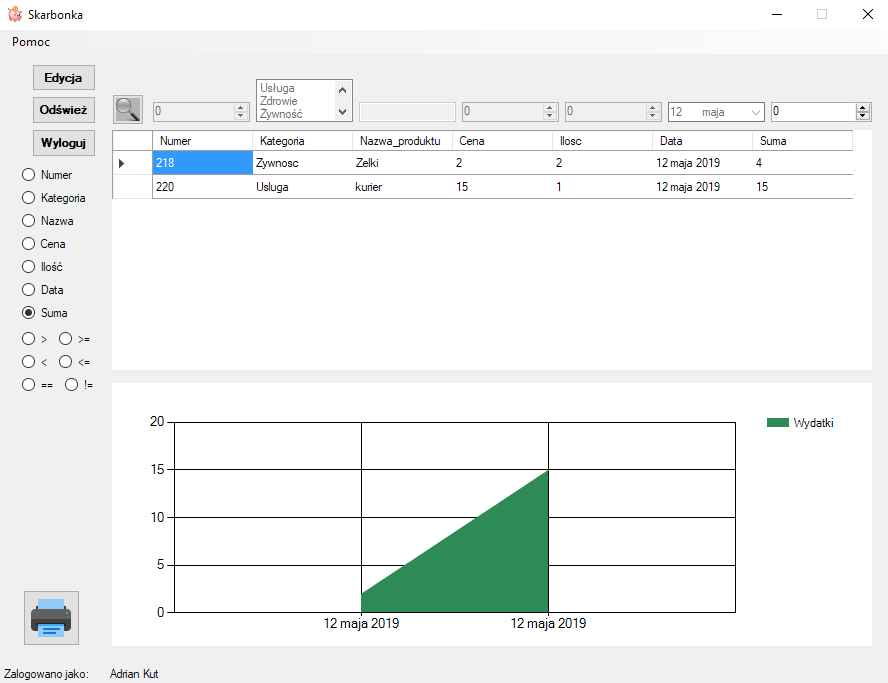 Skarbonka
Pomoc
Edycja
Odśwież
Wyloguj
Usługa
Zdrowie
Żywność
0 0 0 12 maja 0
Numer Kategoria Nazwa_produktu Cena Ilosc Data Suma
218 Zywnosc Zelki 2 2 12 maja 2019 4
220 Usluga kurier 15 1 12 maja 2019 15
Numer
Kategoria
Nazwa
Cena
Ilość
Data
Suma
> >=
< <=
== !=
20
15
10
5
0
12 maja 2019 12 maja 2019
Wydatki
Zalogowano jako: Adrian Kut